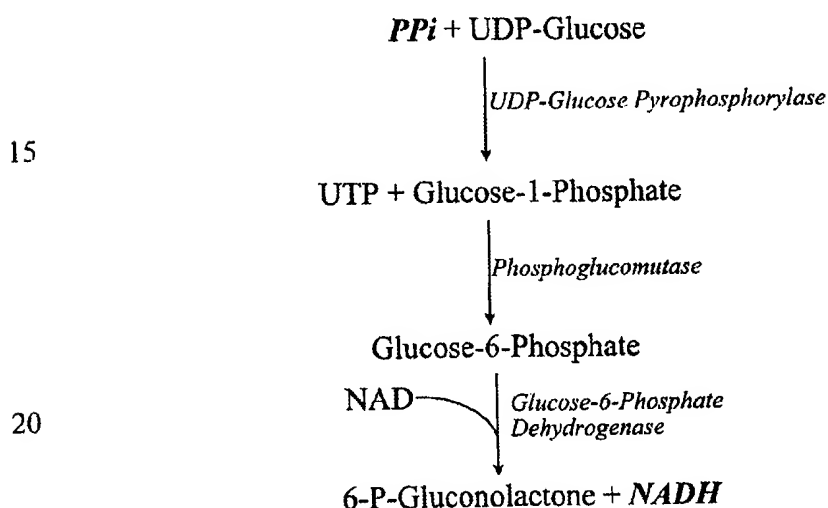 PPi + UDP-Glucose
UDP-Glucose Pyrophosphorylase
15
UTP + Glucose-1-Phosphate
Phosphoglucomutase
Glucose-6-Phosphate
NAD
Glucose-6-Phosphate
20
Dehydrogenase
6-P-Gluconolactone + NADH